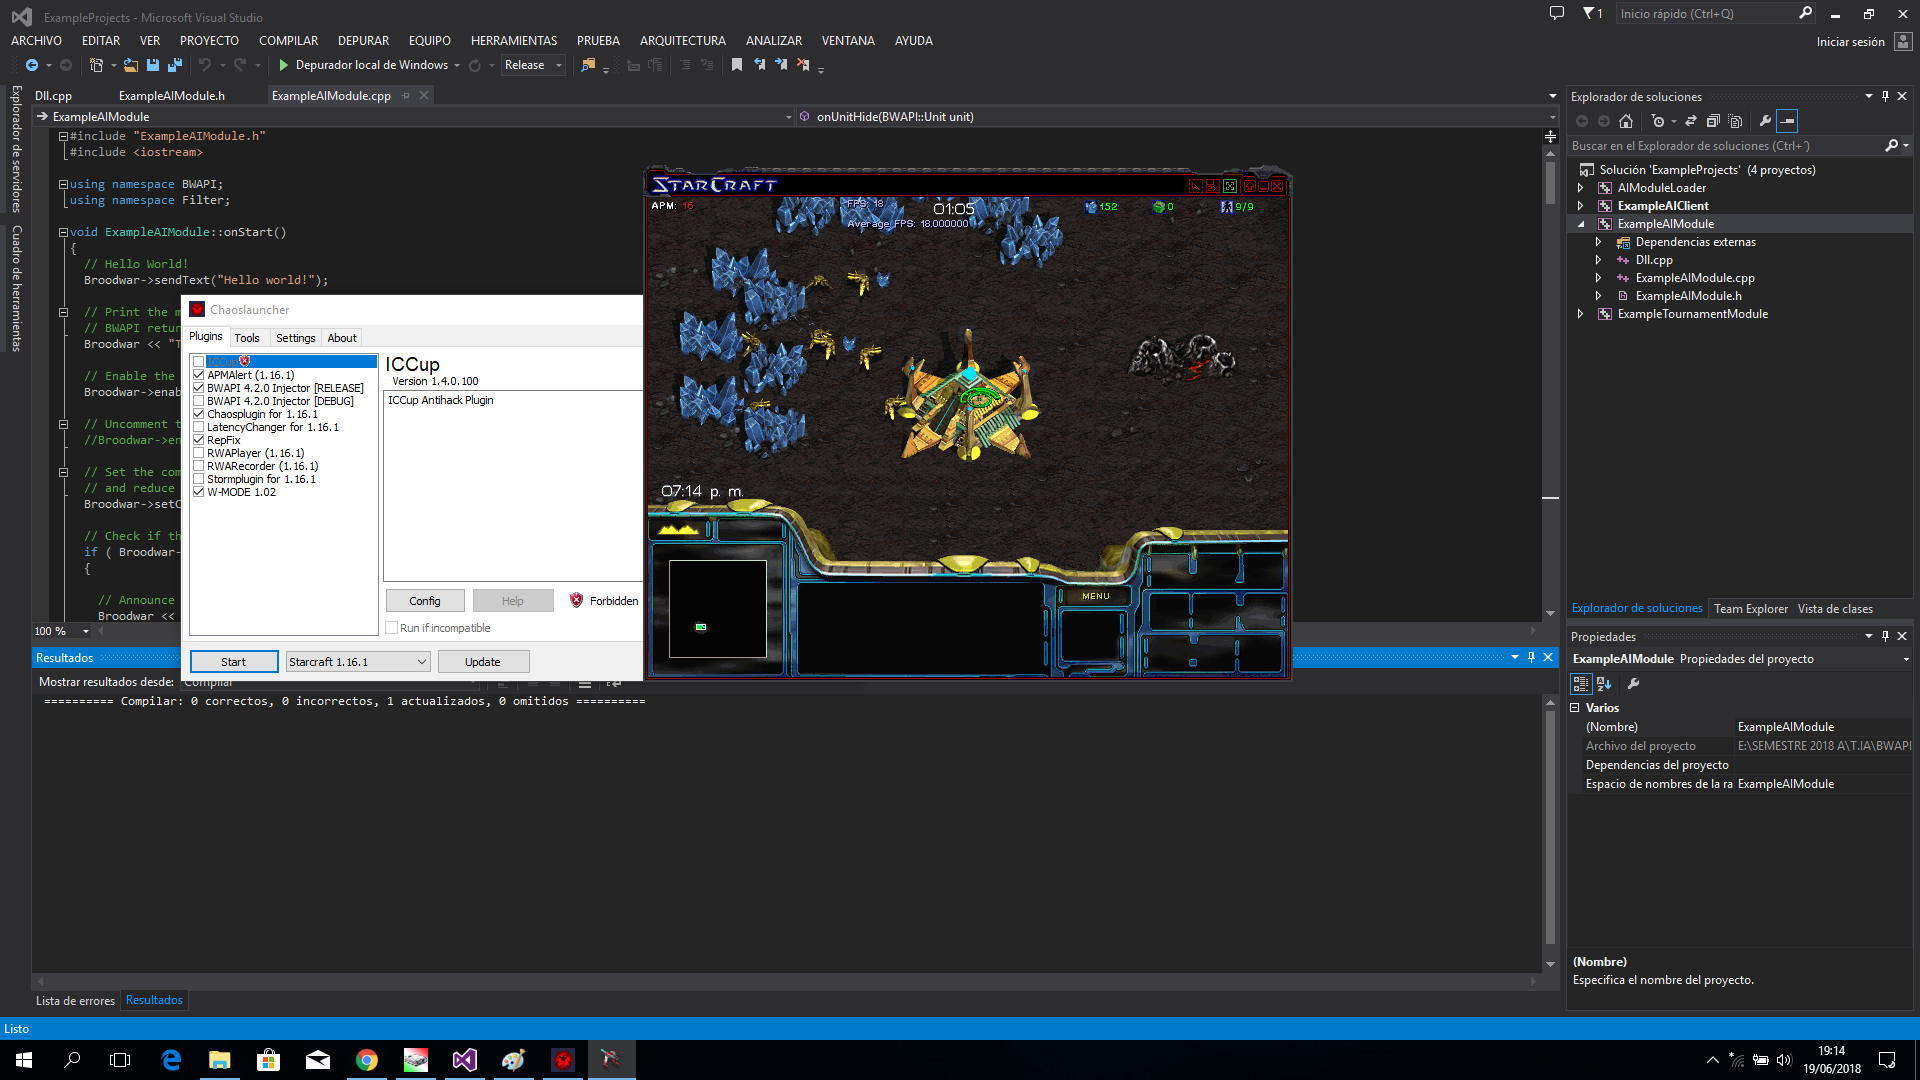 ExampleProjects - Microsoft Visual Studio
1
Inicio rápido (Ctrl+Q)
ARCHIVO EDITAR VER PROYECTO COMPILAR DEPURAR EQUIPO HERRAMIENTAS PRUEBA ARQUITECTURA ANALIZAR VENTANA AYUDA
Iniciar sesión
Depurador local de Windows Release
Explorador de servidores
Cuadro de herramientas
Dll.cpp ExampleAIModule.h ExampleAIModule.cpp
ExampleAIModule onUnitHide(BWAPI::Unit unit)
#include "ExampleAIModule.h"
#include <iostream>
using namespace BWAPI;
using namespace Filter;
void ExampleAIModule::onStart()
{
// Hello World!
Broodwar->sendText("Hello world!");
// Print the m
// BWAPI retur
Broodwar << "T
// Enable the
Broodwar->enab
// Uncomment t
//Broodwar->en
// Set the com
// and reduce
Broodwar->setC
// Check if th
if ( Broodwar-
{
// Announce
Broodwar <<
100 %
Chaoslauncher
Plugins Tools Settings About
ICCup
APMAlert (1.16.1)
BWAPI 4.2.0 Injector [RELEASE]
BWAPI 4.2.0 Injector [DEBUG]
Chaosplugin for 1.16.1
LatencyChanger for 1.16.1
RepFix
RWAPlayer (1.16.1)
RWARecorder (1.16.1)
Stormplugin for 1.16.1
W-MODE 1.02
ICCup
Version 1.4.0.100
ICCup Antihack Plugin
Config Help Forbidden
Run if incompatible
Start Starcraft 1.16.1 Update
STARCRAFT
APM: 16
FPS: 18
01:05
Average FPS: 18.000000
152 0 9/9
07:14 p. m.
MENU
Resultados
Mostrar resultados desde: Compilar
========== Compilar: 0 correctos, 0 incorrectos, 1 actualizados, 0 omitidos ==========
Lista de errores Resultados
Explorador de soluciones
Buscar en el Explorador de soluciones (Ctrl+´)
Solución 'ExampleProjects' (4 proyectos)
AIModuleLoader
ExampleAIClient
ExampleAIModule
Dependencias externas
Dll.cpp
ExampleAIModule.cpp
ExampleAIModule.h
ExampleTournamentModule
Explorador de soluciones Team Explorer Vista de clases
Propiedades
ExampleAIModule Propiedades del proyecto
Varios
(Nombre) ExampleAIModule
Archivo del proyecto E:\SEMESTRE 2018 A\T.IA\BWAPI
Dependencias del proyecto
Espacio de nombres de la ra ExampleAIModule
(Nombre)
Especifica el nombre del proyecto.
Listo
19:14
19/06/2018